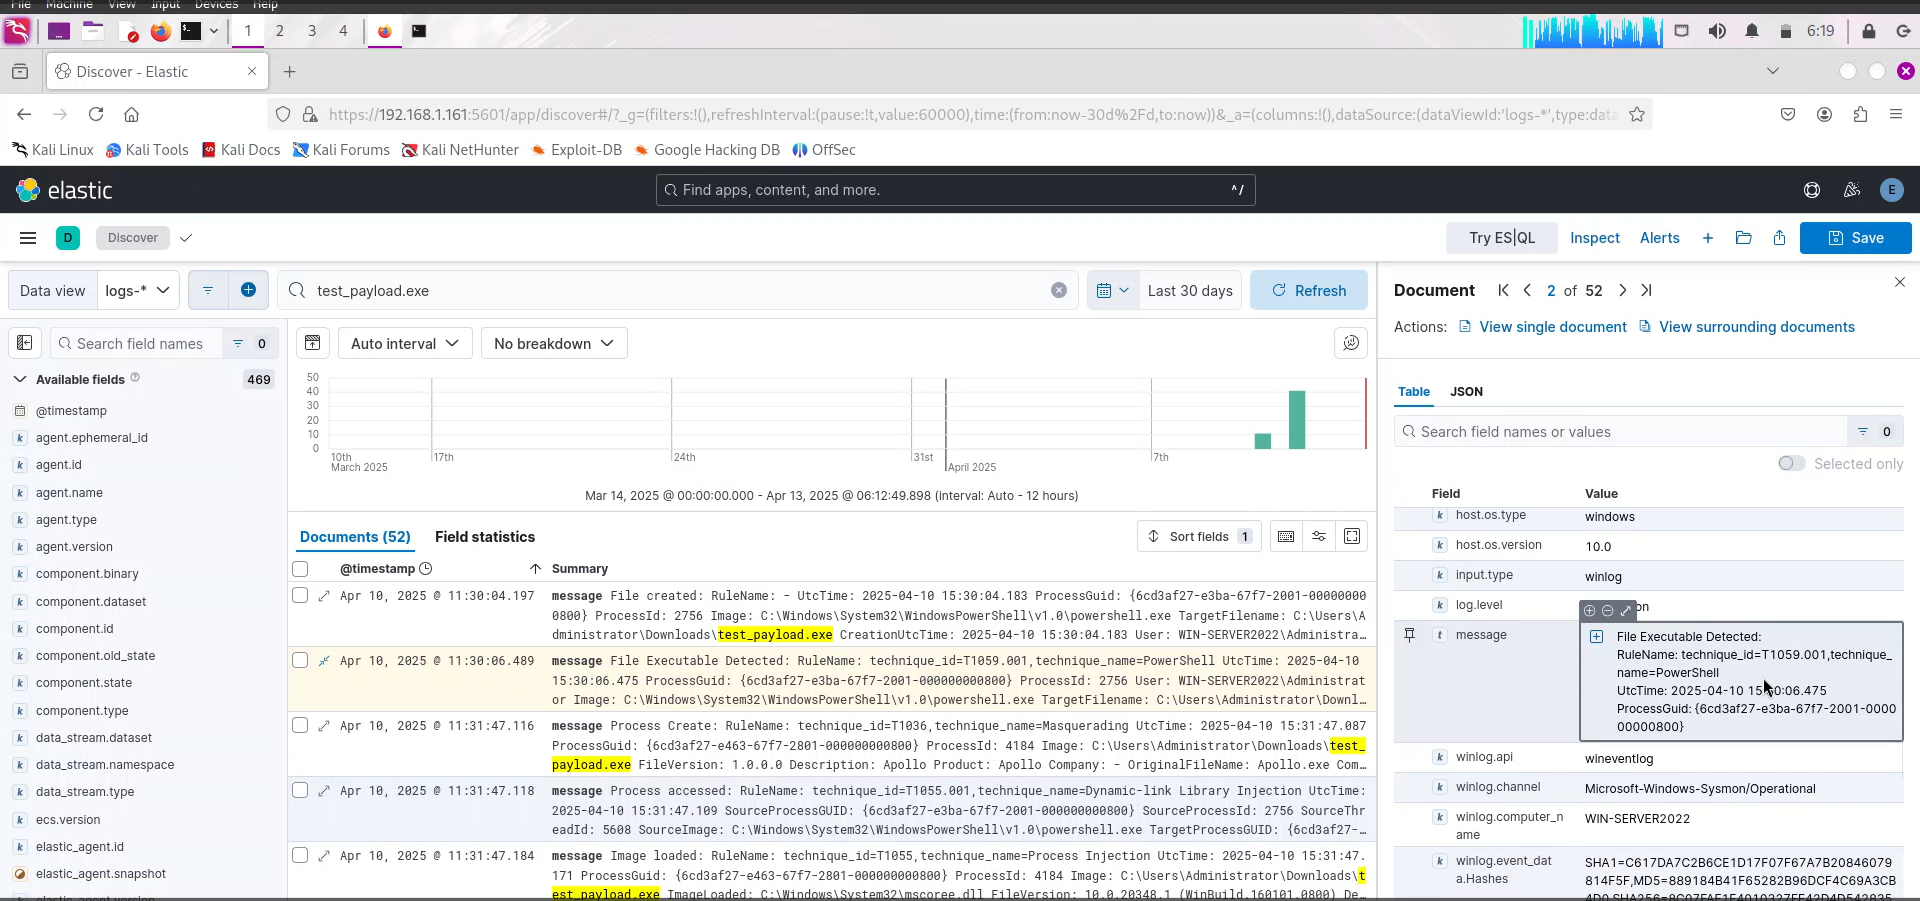 File Machine View Input Devices Help
1 2 3 4
6:19
Discover - Elastic
https://192.168.1.161:5601/app/discover#/?_g=(filters:!(),refreshInterval:(pause:!t,value:60000),time:(from:now-30d%2Fd,to:now))&_a=(columns:!(),dataSource:(dataViewId:'logs-*',type:data
Kali Linux Kali Tools Kali Docs Kali Forums Kali NetHunter Exploit-DB Google Hacking DB OffSec
elastic
Find apps, content, and more.
^/
E
D
Discover
Try ES|QL
Inspect
Alerts
Save
Data view
logs-*
test_payload.exe
Last 30 days
Refresh
Search field names
0
Available fields
469
@timestamp
agent.ephemeral_id
agent.id
agent.name
agent.type
agent.version
component.binary
component.dataset
component.id
component.old_state
component.state
component.type
data_stream.dataset
data_stream.namespace
data_stream.type
ecs.version
elastic_agent.id
elastic_agent.snapshot
elastic_agent.version
Auto interval
No breakdown
50
40
30
20
10
0
10th
March 2025
17th
24th
31st
April 2025
7th
Mar 14, 2025 @ 00:00:00.000 - Apr 13, 2025 @ 06:12:49.898 (interval: Auto - 12 hours)
Documents (52)
Field statistics
Sort fields 1
@timestamp
Summary
Apr 10, 2025 @ 11:30:04.197
message File created: RuleName: - UtcTime: 2025-04-10 15:30:04.183 ProcessGuid: {6cd3af27-e3ba-67f7-2001-00000000
0800} ProcessId: 2756 Image: C:\Windows\System32\WindowsPowerShell\v1.0\powershell.exe TargetFilename: C:\Users\A
dministrator\Downloads\test_payload.exe CreationUtcTime: 2025-04-10 15:30:04.183 User: WIN-SERVER2022\Administra…
Apr 10, 2025 @ 11:30:06.489
message File Executable Detected: RuleName: technique_id=T1059.001,technique_name=PowerShell UtcTime: 2025-04-10
15:30:06.475 ProcessGuid: {6cd3af27-e3ba-67f7-2001-000000000800} ProcessId: 2756 User: WIN-SERVER2022\Administrat
or Image: C:\Windows\System32\WindowsPowerShell\v1.0\powershell.exe TargetFilename: C:\Users\Administrator\Downl…
Apr 10, 2025 @ 11:31:47.116
message Process Create: RuleName: technique_id=T1036,technique_name=Masquerading UtcTime: 2025-04-10 15:31:47.087
ProcessGuid: {6cd3af27-e463-67f7-2801-000000000800} ProcessId: 4184 Image: C:\Users\Administrator\Downloads\test_
payload.exe FileVersion: 1.0.0.0 Description: Apollo Product: Apollo Company: - OriginalFileName: Apollo.exe Com…
Apr 10, 2025 @ 11:31:47.118
message Process accessed: RuleName: technique_id=T1055.001,technique_name=Dynamic-link Library Injection UtcTime:
2025-04-10 15:31:47.109 SourceProcessGUID: {6cd3af27-e3ba-67f7-2001-000000000800} SourceProcessId: 2756 SourceThr
eadId: 5608 SourceImage: C:\Windows\System32\WindowsPowerShell\v1.0\powershell.exe TargetProcessGUID: {6cd3af27-…
Apr 10, 2025 @ 11:31:47.184
message Image loaded: RuleName: technique_id=T1055,technique_name=Process Injection UtcTime: 2025-04-10 15:31:47.
171 ProcessGuid: {6cd3af27-e463-67f7-2801-000000000800} ProcessId: 4184 Image: C:\Users\Administrator\Downloads\t
est_payload.exe ImageLoaded: C:\Windows\System32\mscoree.dll FileVersion: 10.0.20348.1 (WinBuild.160101.0800) De…
Document
2 of 52
Actions:
View single document
View surrounding documents
Table
JSON
Search field names or values
0
Selected only
Field
Value
host.os.type
windows
host.os.version
10.0
input.type
winlog
log.level
message
File Executable Detected:
RuleName: technique_id=T1059.001,technique_
name=PowerShell
UtcTime: 2025-04-10 15:30:06.475
ProcessGuid: {6cd3af27-e3ba-67f7-2001-0000
00000800}
winlog.api
wineventlog
winlog.channel
Microsoft-Windows-Sysmon/Operational
winlog.computer_n
ame
WIN-SERVER2022
winlog.event_dat
a.Hashes
SHA1=C617DA7C2B6CE1D17F07F67A7B20846079
814F5F,MD5=889184B41F65282B96DCF4C69A3CB